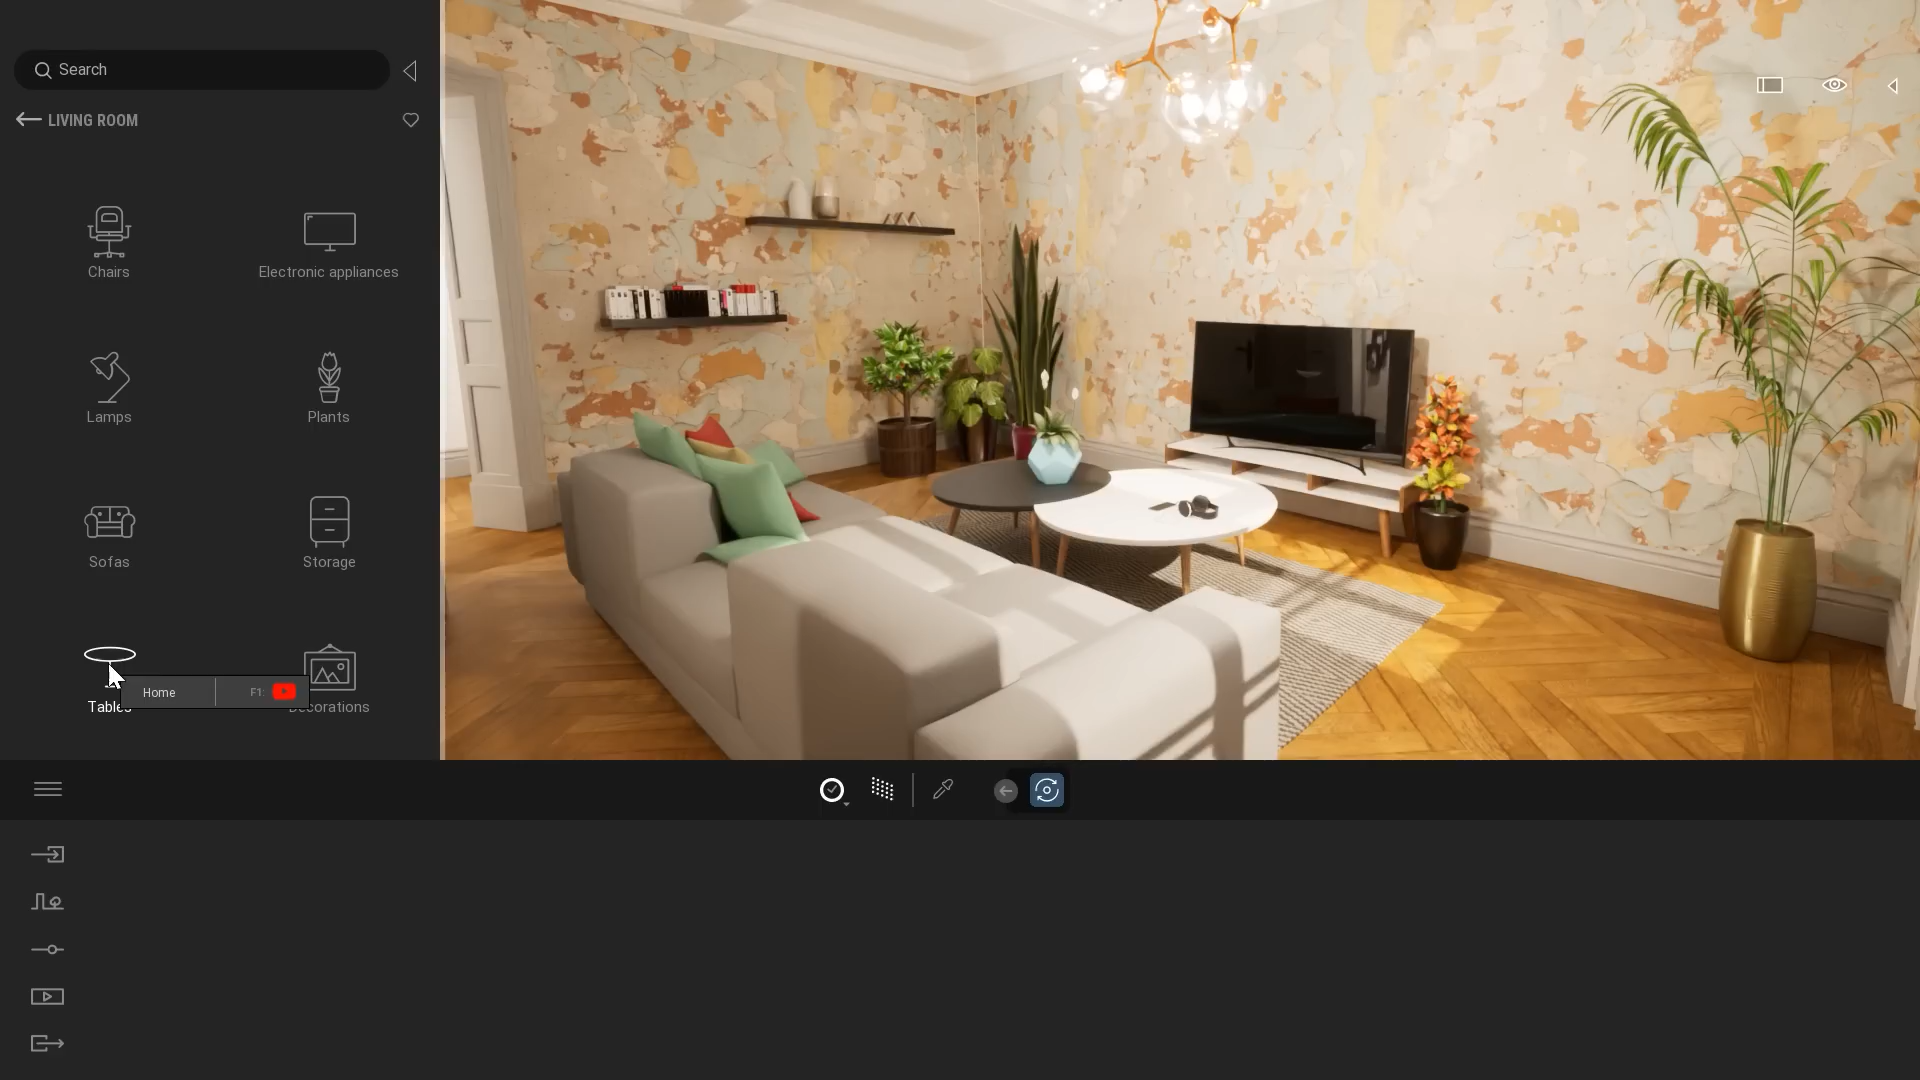 Search
LIVING ROOM
Chairs
Electronic appliances
Lamps
Plants
Sofas
Storage
Home
F1:
Tables
Decorations